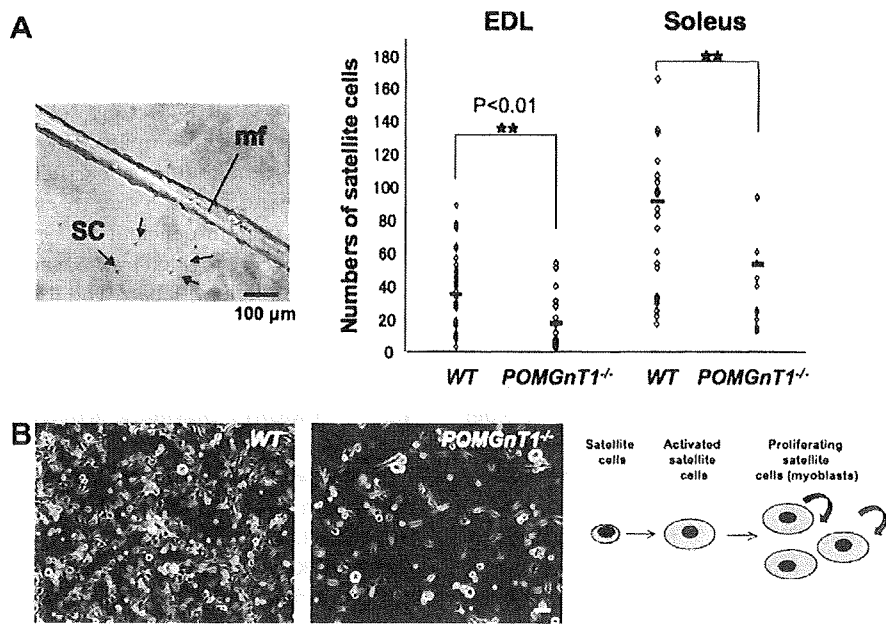 A
mf
SC
100 µm
EDL
Soleus
Numbers of satellite cells
180
160
140
120
100
80
60
40
20
0
P<0.01
**
**
WT
POMGnT1-/-
WT
POMGnT1-/-
B
WT
POMGnT1-/-
Satellite
cells
Activated
satellite
cells
Proliferating
satellite
cells (myoblasts)